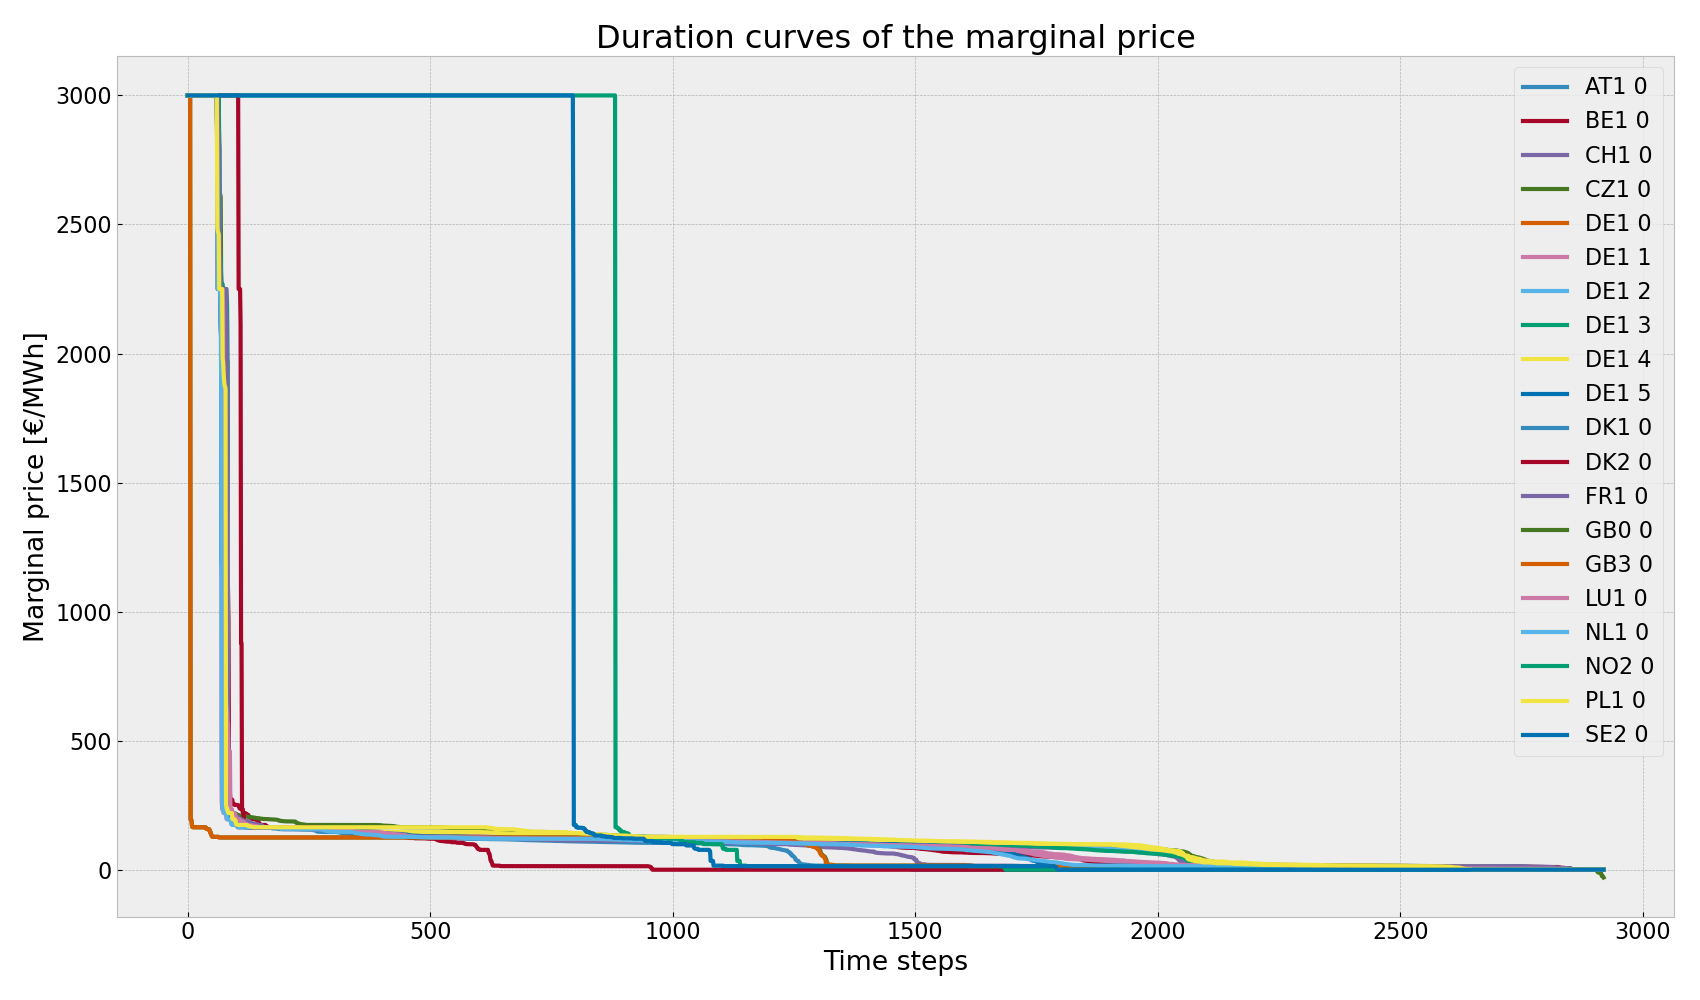 Duration curves of the marginal price
Marginal price [€/MWh]
3000
2500
2000
1500
1000
500
0
0
500
1000
1500
2000
2500
3000
Time steps
AT1 0
BE1 0
CH1 0
CZ1 0
DE1 0
DE1 1
DE1 2
DE1 3
DE1 4
DE1 5
DK1 0
DK2 0
FR1 0
GB0 0
GB3 0
LU1 0
NL1 0
NO2 0
PL1 0
SE2 0